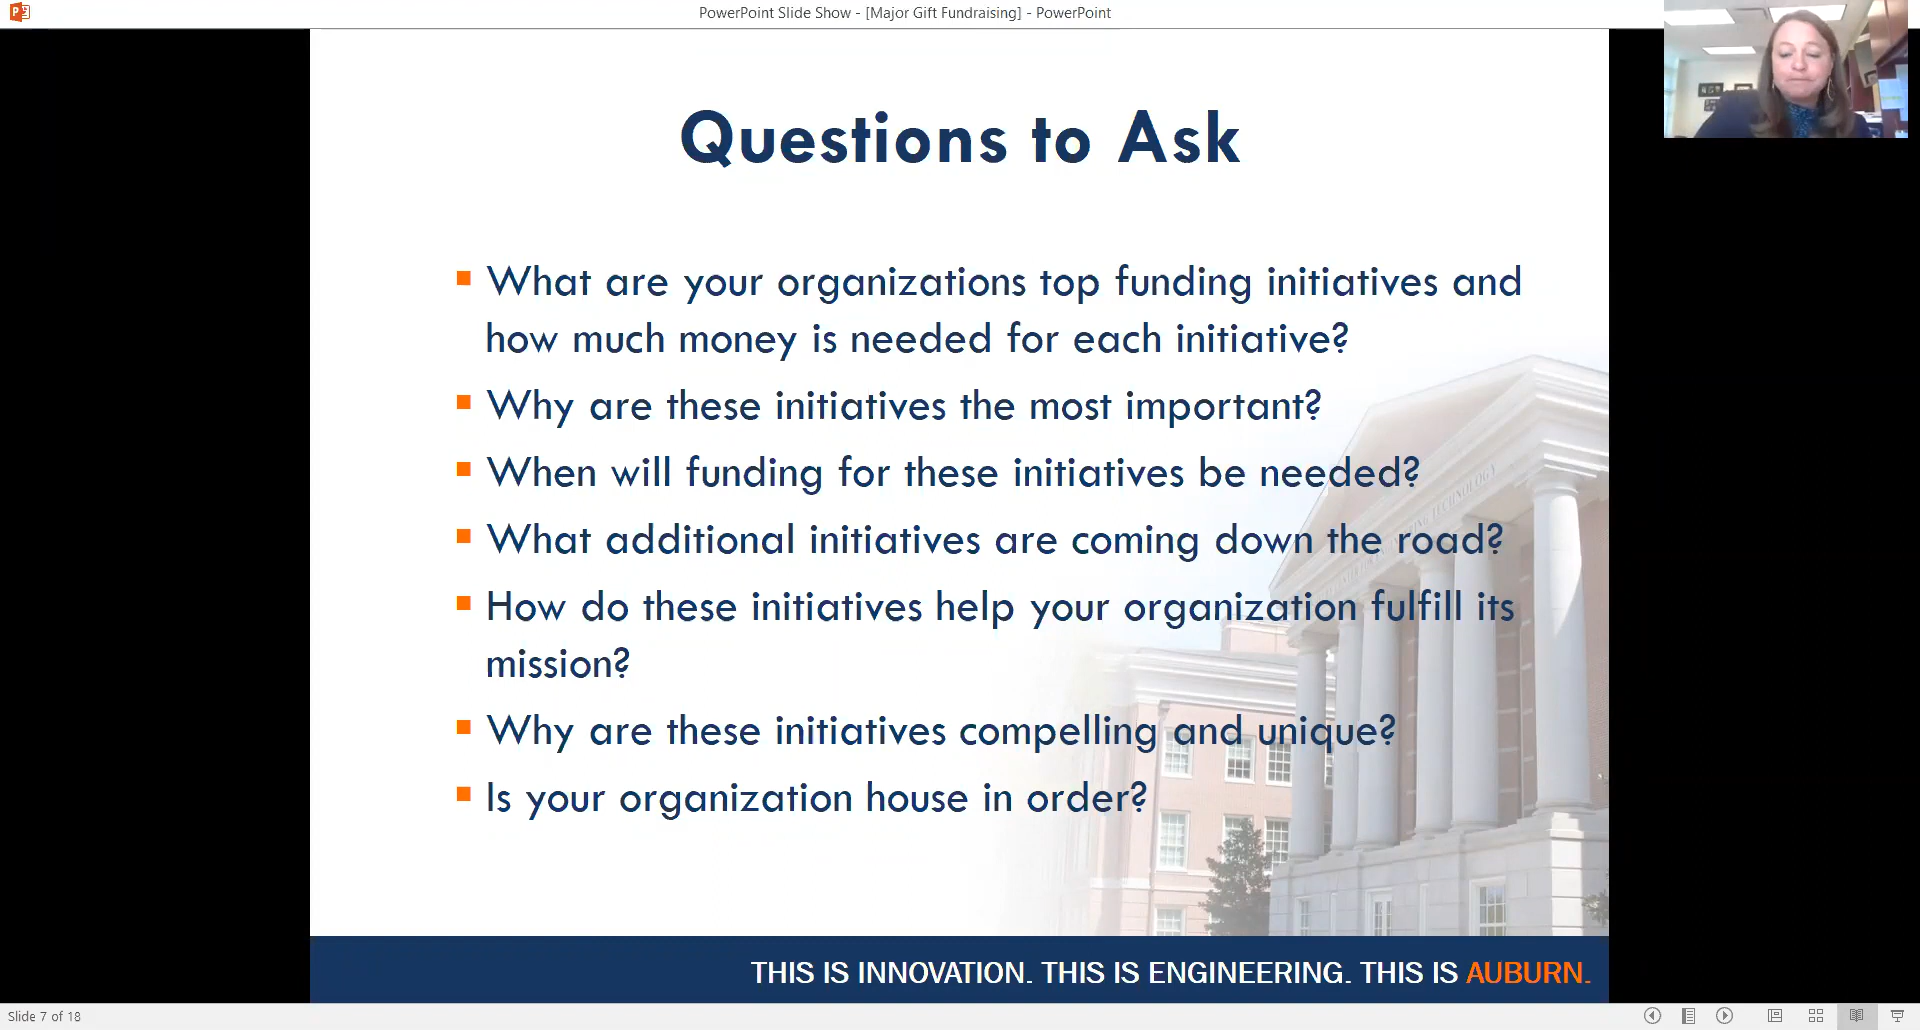 PowerPoint Slide Show - [Major Gift Fundraising] - PowerPoint
Questions to Ask
What are your organizations top funding initiatives and
how much money is needed for each initiative?
Why are these initiatives the most important?
When will funding for these initiatives be needed?
What additional initiatives are coming down the road?
How do these initiatives help your organization fulfill its
mission?
Why are these initiatives compelling and unique?
Is your organization house in order?
THIS IS INNOVATION. THIS IS ENGINEERING. THIS IS AUBURN.
Slide 7 of 18